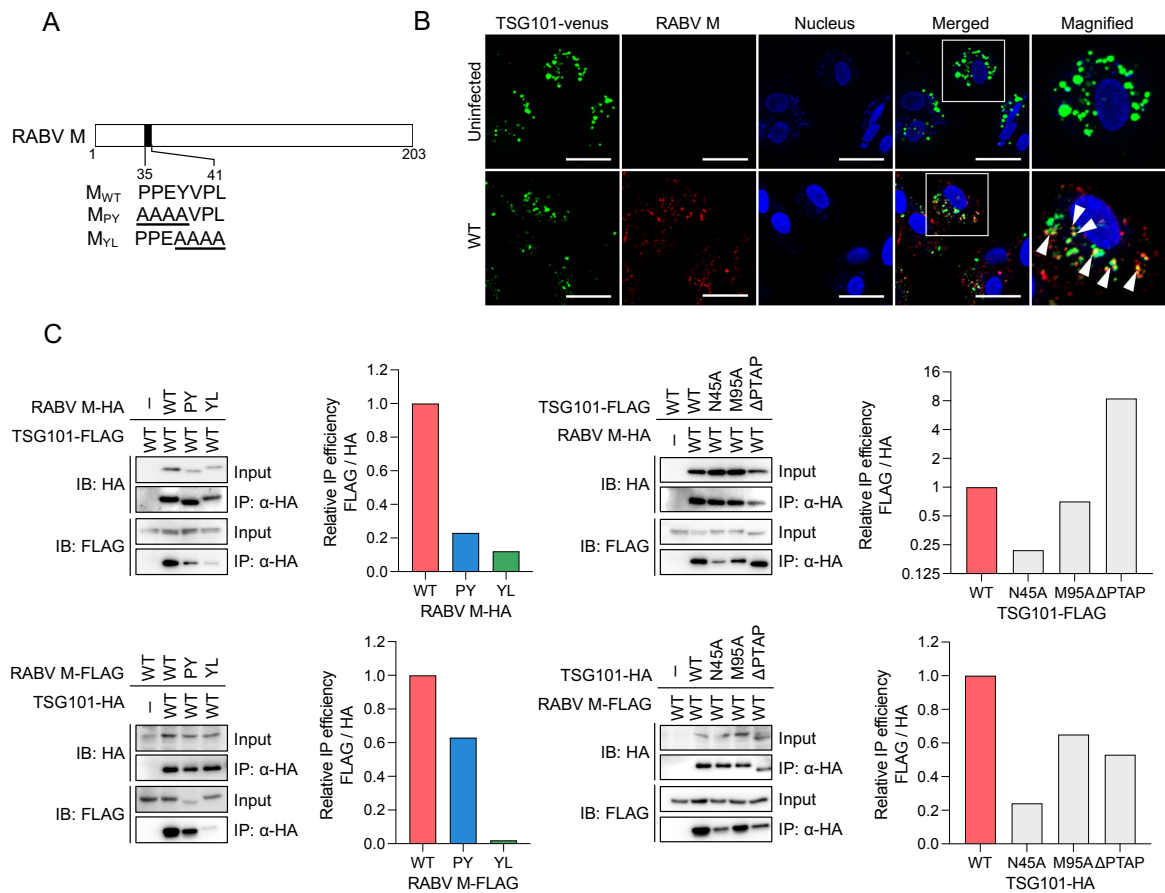 A
RABV M
1
203
35
41
MWT PPEYVPL
MPY AAAAVPL
MYL PPEAAAA
B
TSG101-venus
RABV M
Nucleus
Merged
Magnified
Uninfected
WT
C
RABV M-HA
– WT PY YL
TSG101-FLAG
WT WT WT WT
IB: HA
Input
IP: α-HA
IB: FLAG
Input
IP: α-HA
Relative IP efficiency
FLAG / HA
1.2
1.0
0.8
0.6
0.4
0.2
0.0
WT PY YL
RABV M-HA
TSG101-FLAG
WT WT N45A M95A ΔPTAP
RABV M-HA
– WT WT WT WT
IB: HA
Input
IP: α-HA
IB: FLAG
Input
IP: α-HA
Relative IP efficiency
FLAG / HA
16
8
4
2
1
0.5
0.25
0.125
WT N45A M95A ΔPTAP
TSG101-FLAG
RABV M-FLAG
WT WT PY YL
TSG101-HA
– WT WT WT
IB: HA
Input
IP: α-HA
IB: FLAG
Input
IP: α-HA
Relative IP efficiency
FLAG / HA
1.2
1.0
0.8
0.6
0.4
0.2
0.0
WT PY YL
RABV M-FLAG
TSG101-HA
– WT N45A M95A ΔPTAP
RABV M-FLAG
WT WT WT WT WT
IB: HA
Input
IP: α-HA
IB: FLAG
Input
IP: α-HA
Relative IP efficiency
FLAG / HA
1.2
1.0
0.8
0.6
0.4
0.2
0.0
WT N45A M95A ΔPTAP
TSG101-HA